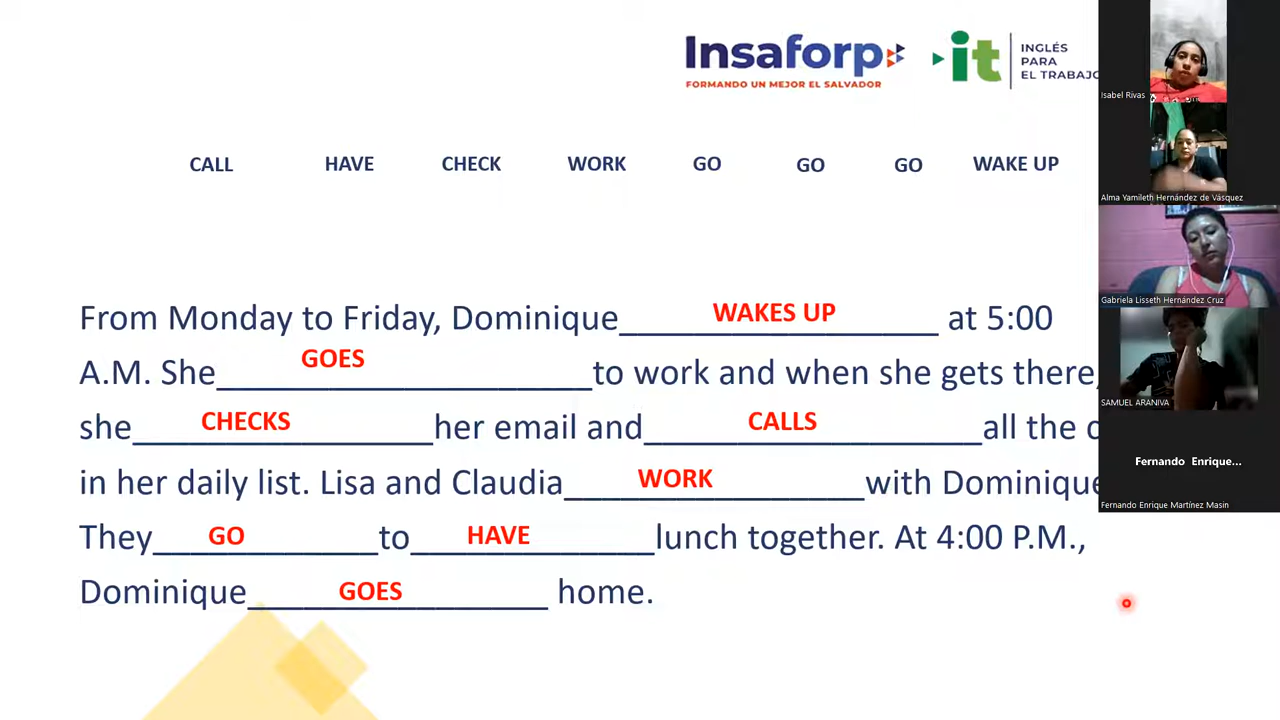 Insaforp
FORMANDO UN MEJOR EL SALVADOR
it
INGLÉS
PARA
EL TRABAJO
CALL HAVE CHECK WORK GO GO GO WAKE UP
From Monday to Friday, Dominique WAKES UP at 5:00
A.M. She GOES to work and when she gets there,
she CHECKS her email and CALLS all the
in her daily list. Lisa and Claudia WORK with Dominique
They GO to HAVE lunch together. At 4:00 P.M.,
Dominique GOES home.
Isabel Rivas
Alma Yamileth Hernández de Vásquez
Gabriela Lisseth Hernández Cruz
SAMUEL ARANIVA
Fernando Enrique...
Fernando Enrique Martínez Masin